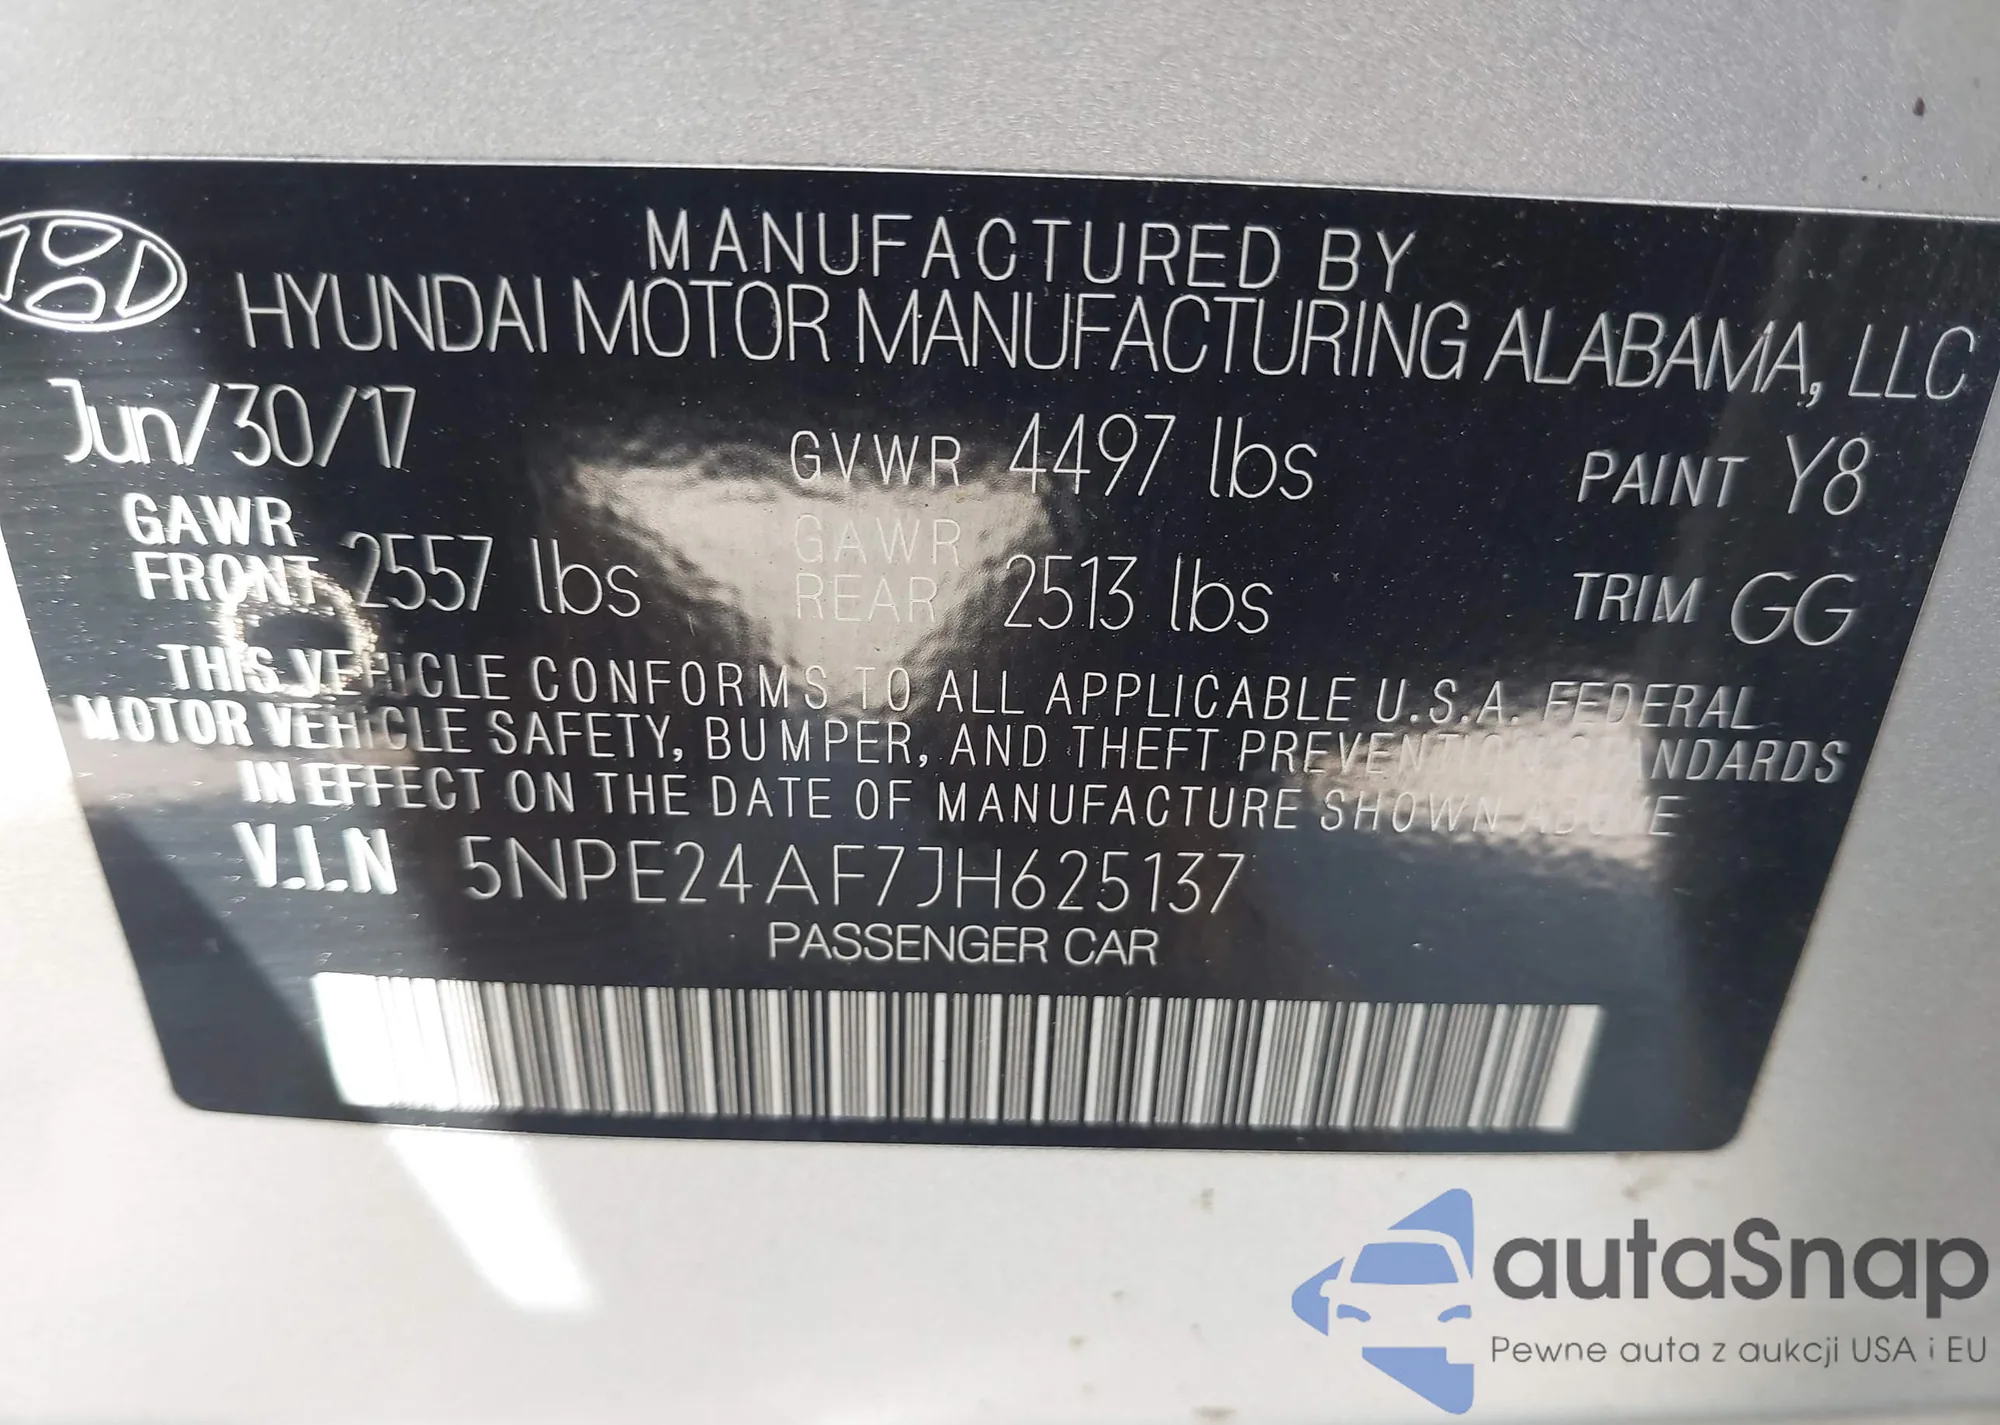 MANUFACTURED BY
HYUNDAI MOTOR MANUFACTURING ALABAMA, LLC
Jun/30/17 GVWR 4497 lbs PAINT Y8
GAWR FRONT 2557 lbs GAWR REAR 2513 lbs TRIM GG
THIS VEHICLE CONFORMS TO ALL APPLICABLE U.S.A. FEDERAL
MOTOR VEHICLE SAFETY, BUMPER, AND THEFT PREVENTION STANDARDS
IN EFFECT ON THE DATE OF MANUFACTURE SHOWN ABOVE
V.I.N 5NPE24AF7JH625137
PASSENGER CAR
autaSnap
Pewne auta z aukcji USA i EU